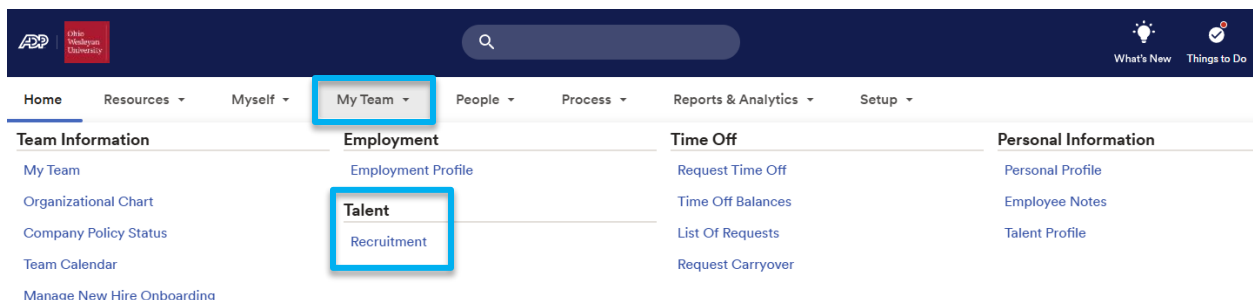 ADP
Ohio
Wesleyan
University
What's New
Things to Do
Home
Resources
Myself
My Team
People
Process
Reports & Analytics
Setup
Team Information
My Team
Organizational Chart
Company Policy Status
Team Calendar
Manage New Hire Onboarding
Employment
Employment Profile
Talent
Recruitment
Time Off
Request Time Off
Time Off Balances
List Of Requests
Request Carryover
Personal Information
Personal Profile
Employee Notes
Talent Profile